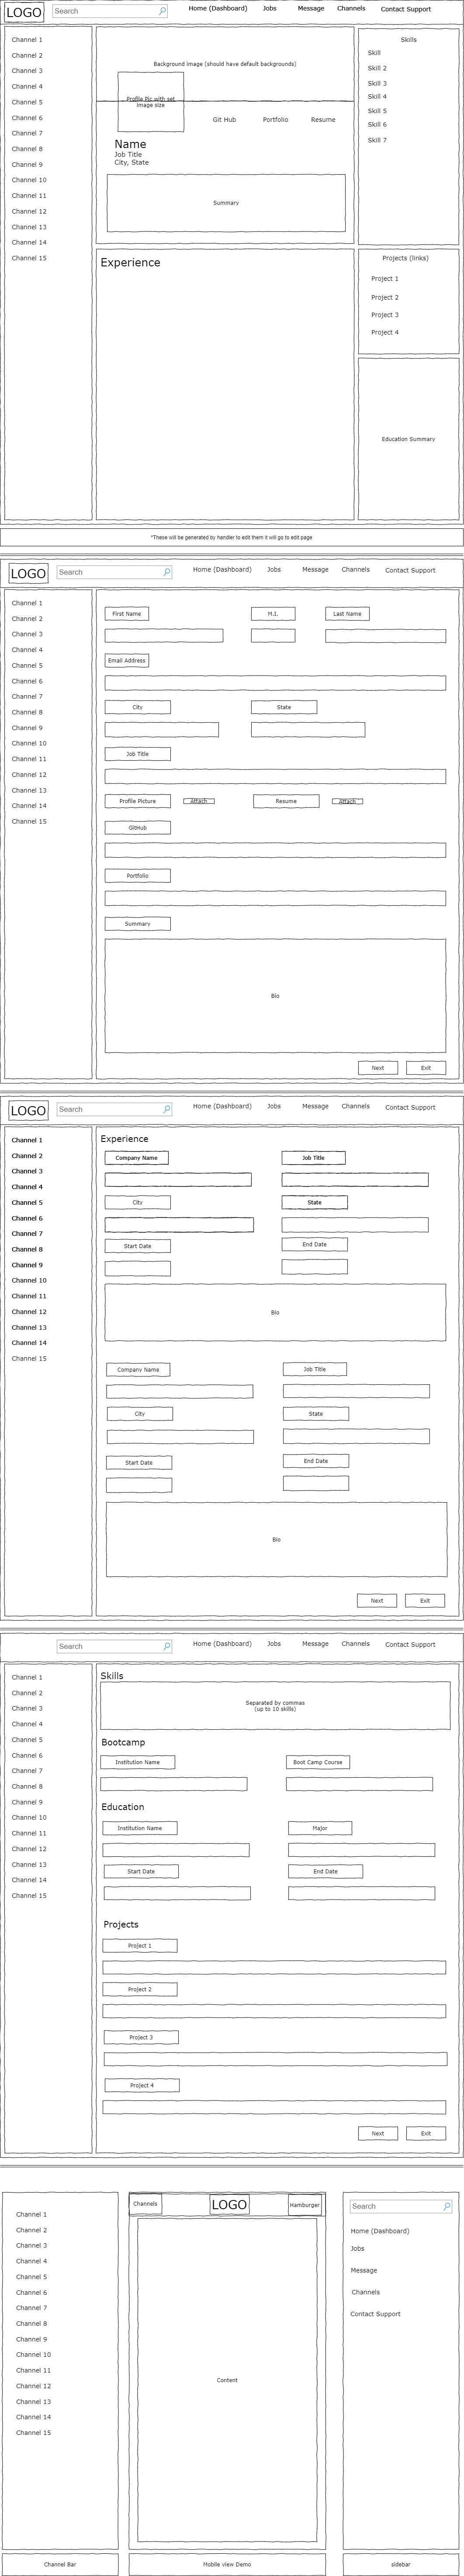 LOGO
Search
Home (Dashboard)
Jobs
Message
Channels
Contact Support
Channel 1
Channel 2
Channel 3
Channel 4
Channel 5
Channel 6
Channel 7
Channel 8
Channel 9
Channel 10
Channel 11
Channel 12
Channel 13
Channel 14
Channel 15
Background image (should have default backgrounds)
Profile Pic with set
image size
Git Hub
Portfolio
Resume
Name
Job Title
City, State
Summary
Experience
Skills
Skill
Skill 2
Skill 3
Skill 4
Skill 5
Skill 6
Skill 7
Projects (links)
Project 1
Project 2
Project 3
Project 4
Education Summary
*These will be generated by handler to edit them it will go to edit page
LOGO
Search
Home (Dashboard)
Jobs
Message
Channels
Contact Support
Channel 1
Channel 2
Channel 3
Channel 4
Channel 5
Channel 6
Channel 7
Channel 8
Channel 9
Channel 10
Channel 11
Channel 12
Channel 13
Channel 14
Channel 15
First Name
M.I.
Last Name
Email Address
City
State
Job Title
Profile Picture
Attach
Resume
Attach
GitHub
Portfolio
Summary
Bio
Next
Exit
LOGO
Search
Home (Dashboard)
Jobs
Message
Channels
Contact Support
Channel 1
Channel 2
Channel 3
Channel 4
Channel 5
Channel 6
Channel 7
Channel 8
Channel 9
Channel 10
Channel 11
Channel 12
Channel 13
Channel 14
Channel 15
Experience
Company Name
Job Title
City
State
Start Date
End Date
Bio
Company Name
Job Title
City
State
Start Date
End Date
Bio
Next
Exit
Search
Home (Dashboard)
Jobs
Message
Channels
Contact Support
Channel 1
Channel 2
Channel 3
Channel 4
Channel 5
Channel 6
Channel 7
Channel 8
Channel 9
Channel 10
Channel 11
Channel 12
Channel 13
Channel 14
Channel 15
Skills
Separated by commas
(up to 10 skills)
Bootcamp
Institution Name
Boot Camp Course
Education
Institution Name
Major
Start Date
End Date
Projects
Project 1
Project 2
Project 3
Project 4
Next
Exit
Channel 1
Channel 2
Channel 3
Channel 4
Channel 5
Channel 6
Channel 7
Channel 8
Channel 9
Channel 10
Channel 11
Channel 12
Channel 13
Channel 14
Channel 15
Channel Bar
Channels
LOGO
Hamburger
Content
Mobile view Demo
Search
Home (Dashboard)
Jobs
Message
Channels
Contact Support
sidebar